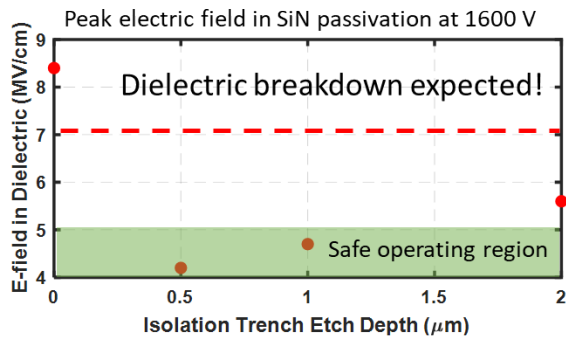 Peak electric field in SiN passivation at 1600 V
E-field in Dielectric (MV/cm)
9
8
7
6
5
4
Dielectric breakdown expected!
Safe operating region
0 0.5 1 1.5 2
Isolation Trench Etch Depth (μm)